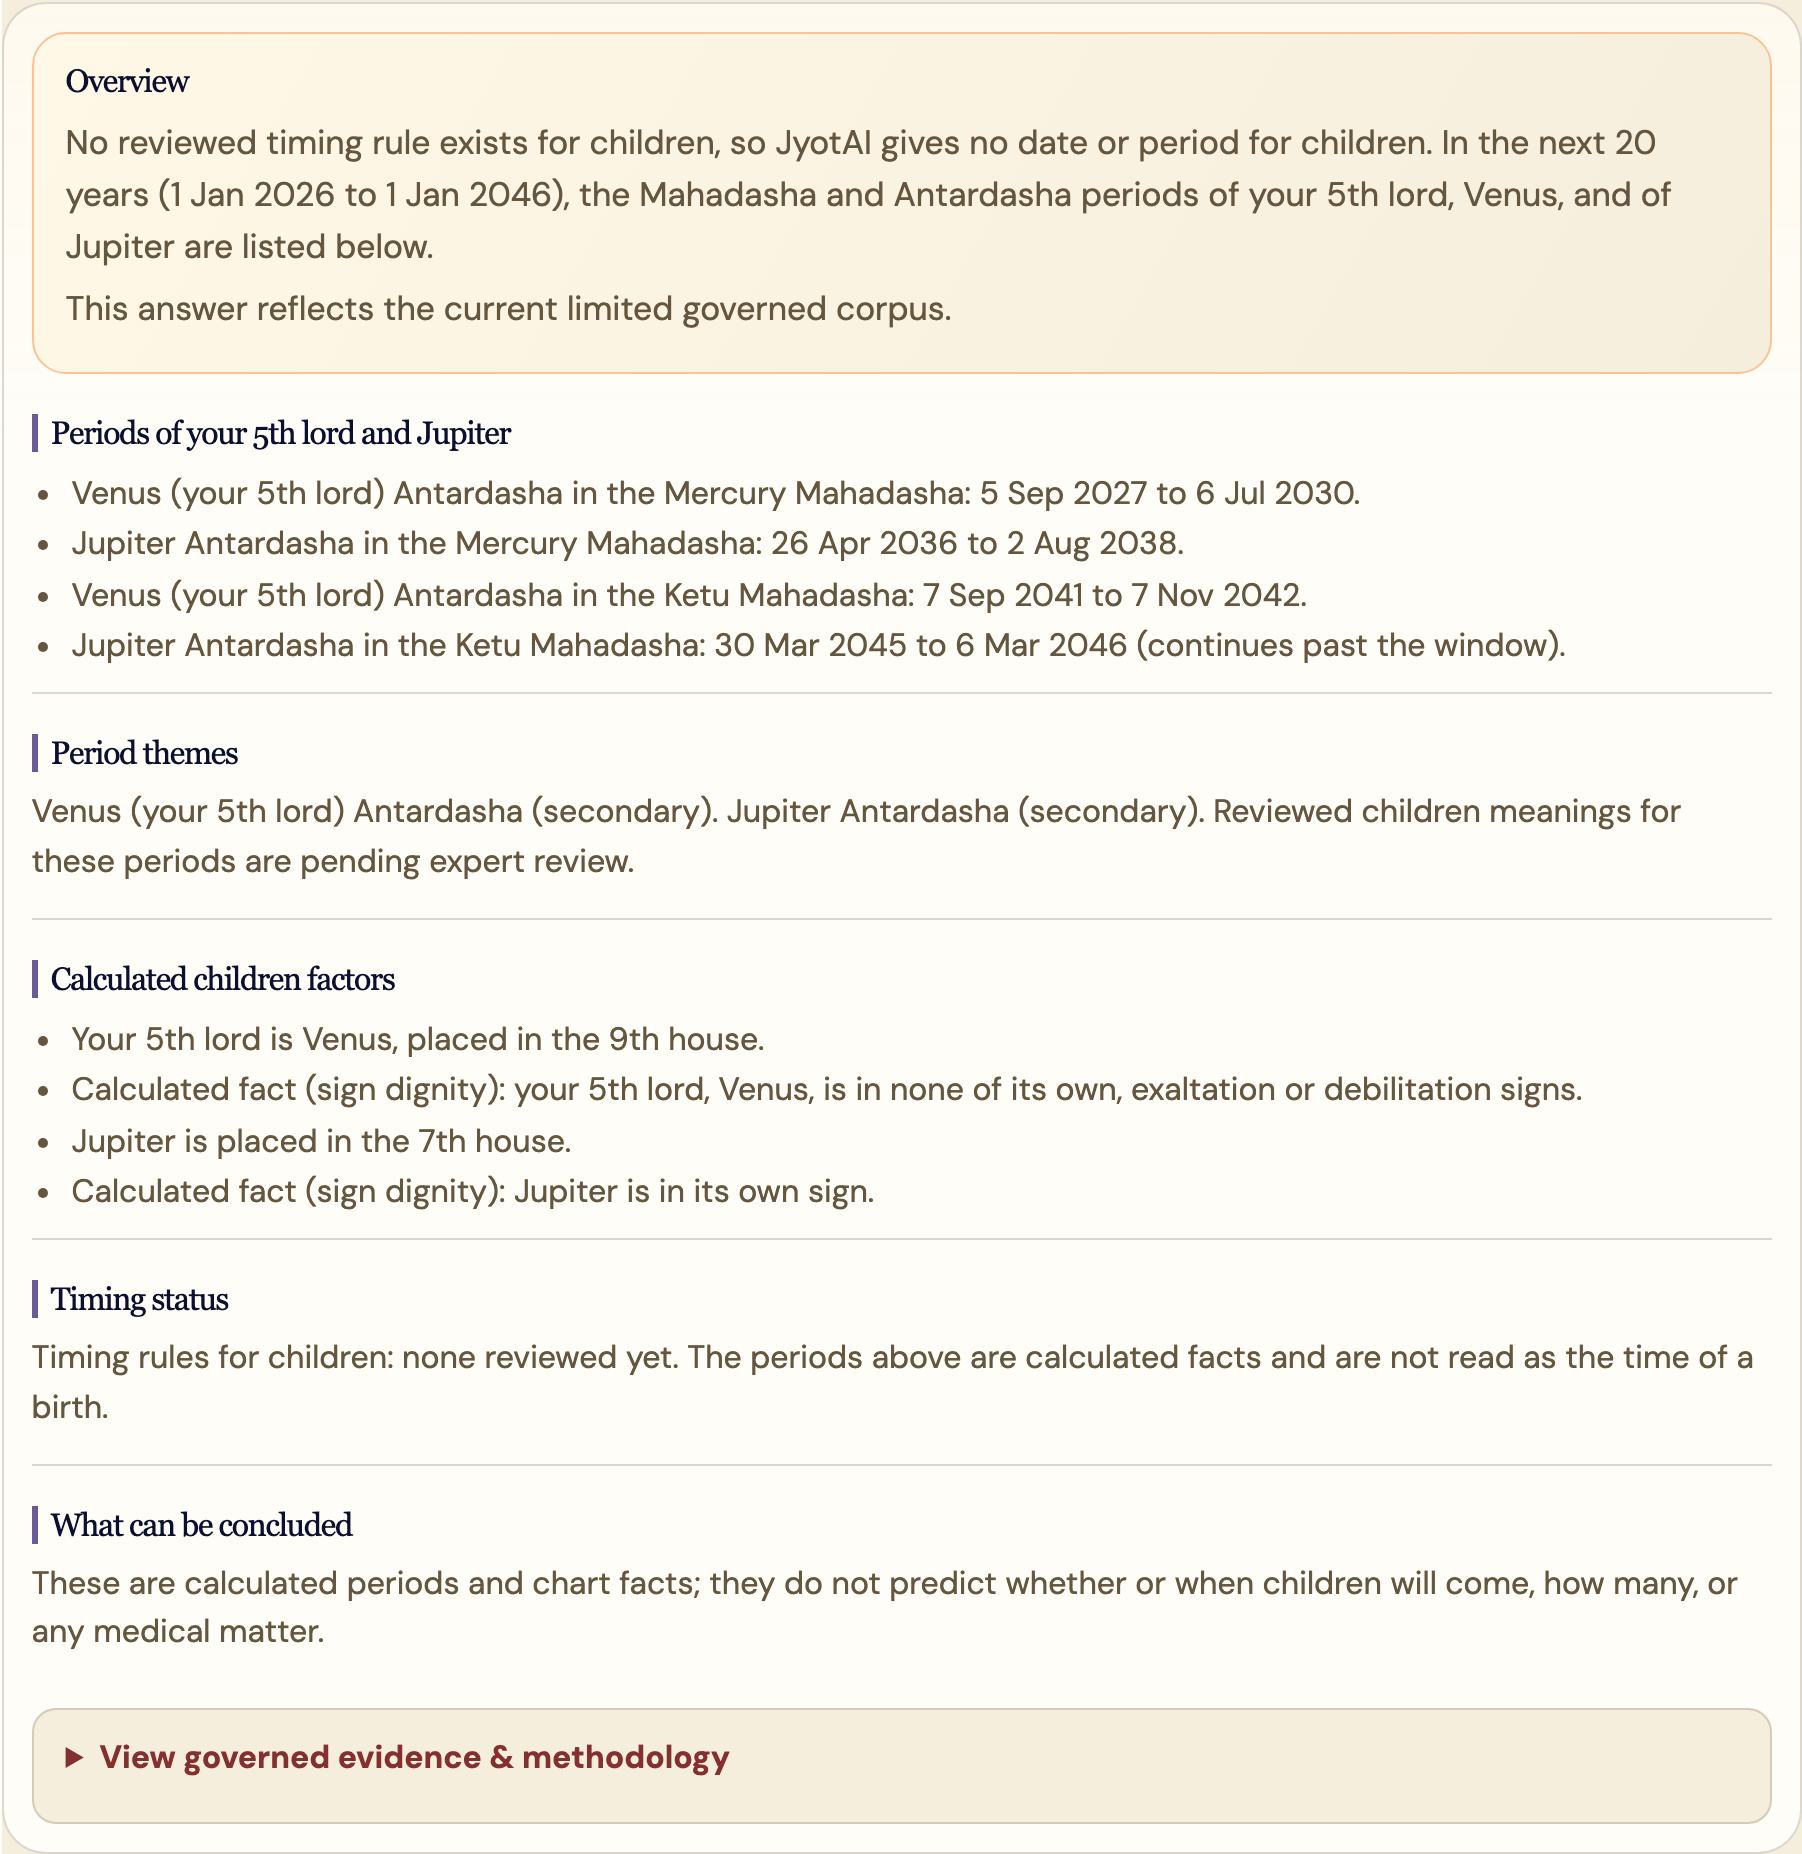 Overview
No reviewed timing rule exists for children, so JyotAI gives no date or period for children. In the next 20
years (1 Jan 2026 to 1 Jan 2046), the Mahadasha and Antardasha periods of your 5th lord, Venus, and of
Jupiter are listed below.
This answer reflects the current limited governed corpus.
Periods of your 5th lord and Jupiter
• Venus (your 5th lord) Antardasha in the Mercury Mahadasha: 5 Sep 2027 to 6 Jul 2030.
• Jupiter Antardasha in the Mercury Mahadasha: 26 Apr 2036 to 2 Aug 2038.
• Venus (your 5th lord) Antardasha in the Ketu Mahadasha: 7 Sep 2041 to 7 Nov 2042.
• Jupiter Antardasha in the Ketu Mahadasha: 30 Mar 2045 to 6 Mar 2046 (continues past the window).
Period themes
Venus (your 5th lord) Antardasha (secondary). Jupiter Antardasha (secondary). Reviewed children meanings for
these periods are pending expert review.
Calculated children factors
• Your 5th lord is Venus, placed in the 9th house.
• Calculated fact (sign dignity): your 5th lord, Venus, is in none of its own, exaltation or debilitation signs.
• Jupiter is placed in the 7th house.
• Calculated fact (sign dignity): Jupiter is in its own sign.
Timing status
Timing rules for children: none reviewed yet. The periods above are calculated facts and are not read as the time of a
birth.
What can be concluded
These are calculated periods and chart facts; they do not predict whether or when children will come, how many, or
any medical matter.
▶ View governed evidence & methodology